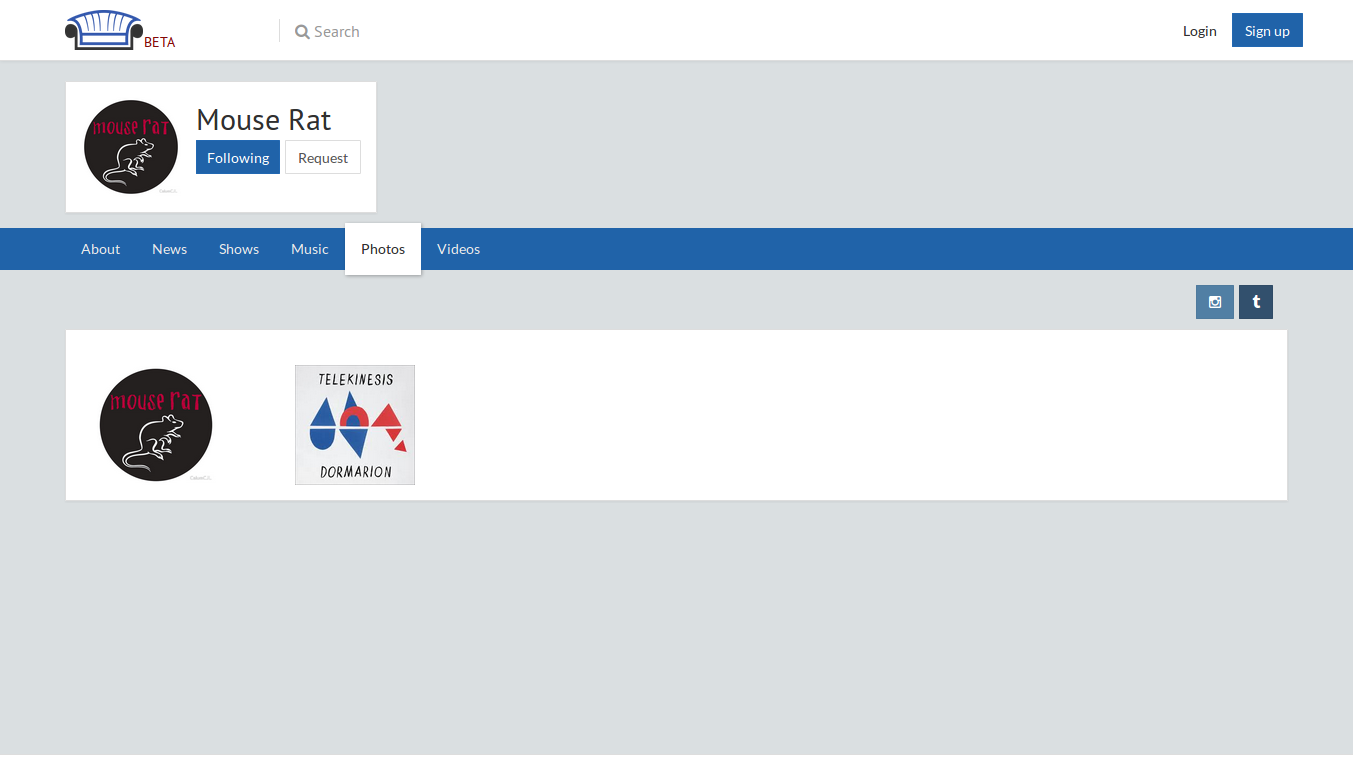 BETA
Search
Login
Sign up
mouse rat
Mouse Rat
Following
Request
About
News
Shows
Music
Photos
Videos
t
mouse rat
TELEKINESIS
DORMARION